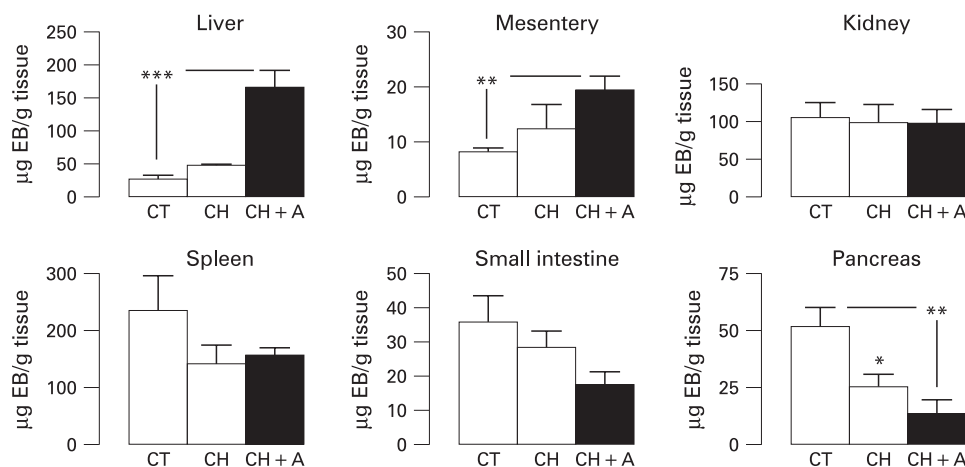 Liver
µg EB/g tissue
250
200
150
100
50
0
***
CT
CH
CH + A
Mesentery
µg EB/g tissue
30
20
10
0
**
CT
CH
CH + A
Kidney
µg EB/g tissue
150
100
50
0
CT
CH
CH + A
Spleen
µg EB/g tissue
300
200
100
0
CT
CH
CH + A
Small intestine
µg EB/g tissue
50
40
30
20
10
0
CT
CH
CH + A
Pancreas
µg EB/g tissue
75
50
25
0
*
**
CT
CH
CH + A